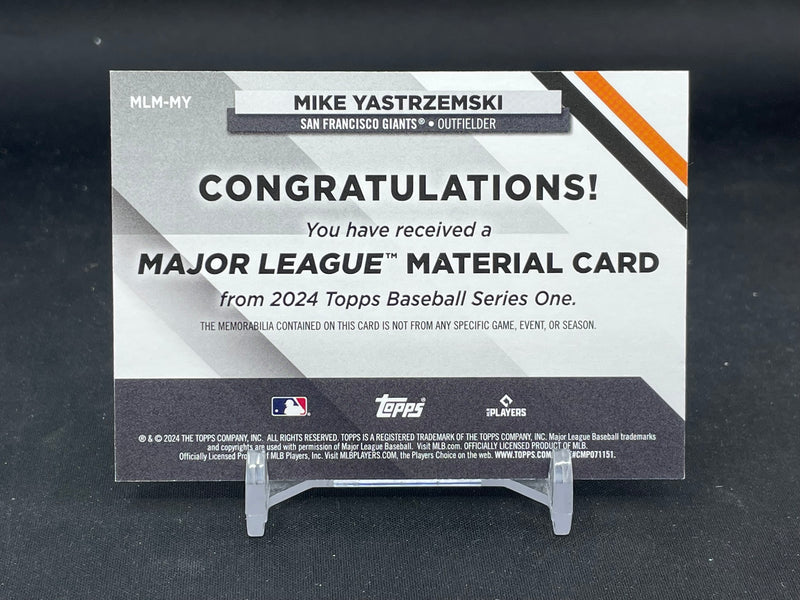 MLM-MY
MIKE YASTRZEMSKI
SAN FRANCISCO GIANTS® • OUTFIELDER
CONGRATULATIONS!
You have received a
MAJOR LEAGUE™ MATERIAL CARD
from 2024 Topps Baseball Series One.
THE MEMORABILIA CONTAINED ON THIS CARD IS NOT FROM ANY SPECIFIC GAME, EVENT, OR SEASON.
Topps
PLAYERS
® & © 2024 THE TOPPS COMPANY, INC. ALL RIGHTS RESERVED. TOPPS IS A REGISTERED TRADEMARK OF THE TOPPS COMPANY, INC. Major League Baseball trademarks
and copyrights are used with permission of Major League Baseball. Visit MLB.com. OFFICIALLY LICENSED PRODUCT OF MLB.
Officially Licensed of MLB Players, Inc. Visit MLBPLAYERS.COM, the Players Choice on the web. WWW.TOPPS.COM #CMP071151.